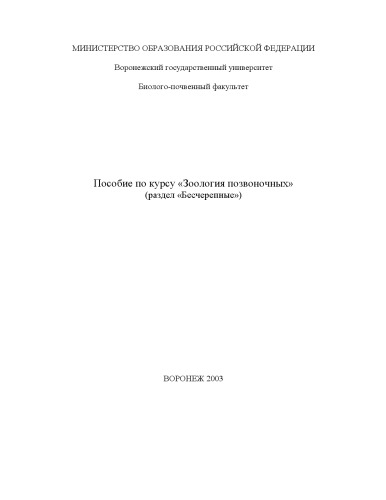 МИНИСТЕРСТВО ОБРАЗОВАНИЯ РОССИЙСКОЙ ФЕДЕРАЦИИ
Воронежский государственный университет
Биолого-почвенный факультет
Пособие по курсу «Зоология позвоночных»
(раздел «Бесчерепные»)
ВОРОНЕЖ 2003